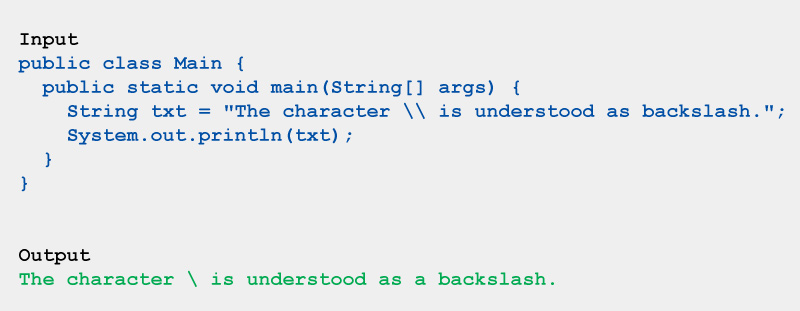 Input
public class Main {
  public static void main(String[] args) {
    String txt = "The character \\ is understood as backslash.";
    System.out.println(txt);
  }
}
Output
The character \ is understood as a backslash.